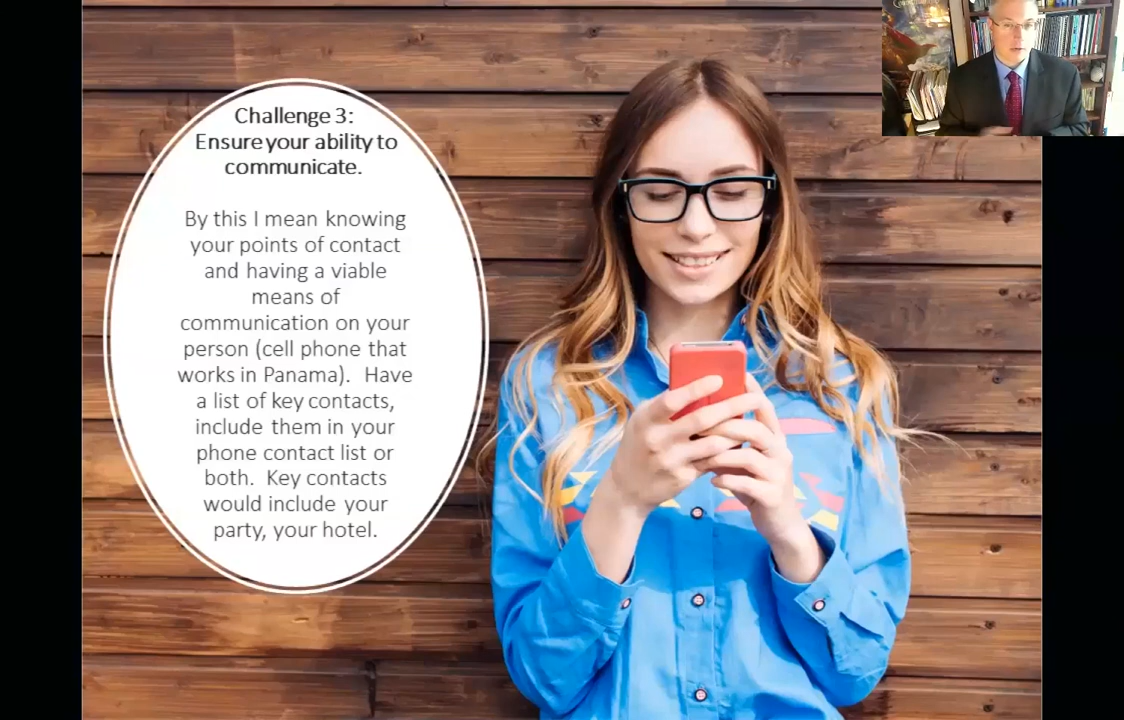 Challenge 3:
Ensure your ability to
communicate.
By this I mean knowing
your points of contact
and having a viable
means of
communication on your
person (cell phone that
works in Panama).  Have
a list of key contacts,
include them in your
phone contact list or
both.  Key contacts
would include your
party, your hotel.